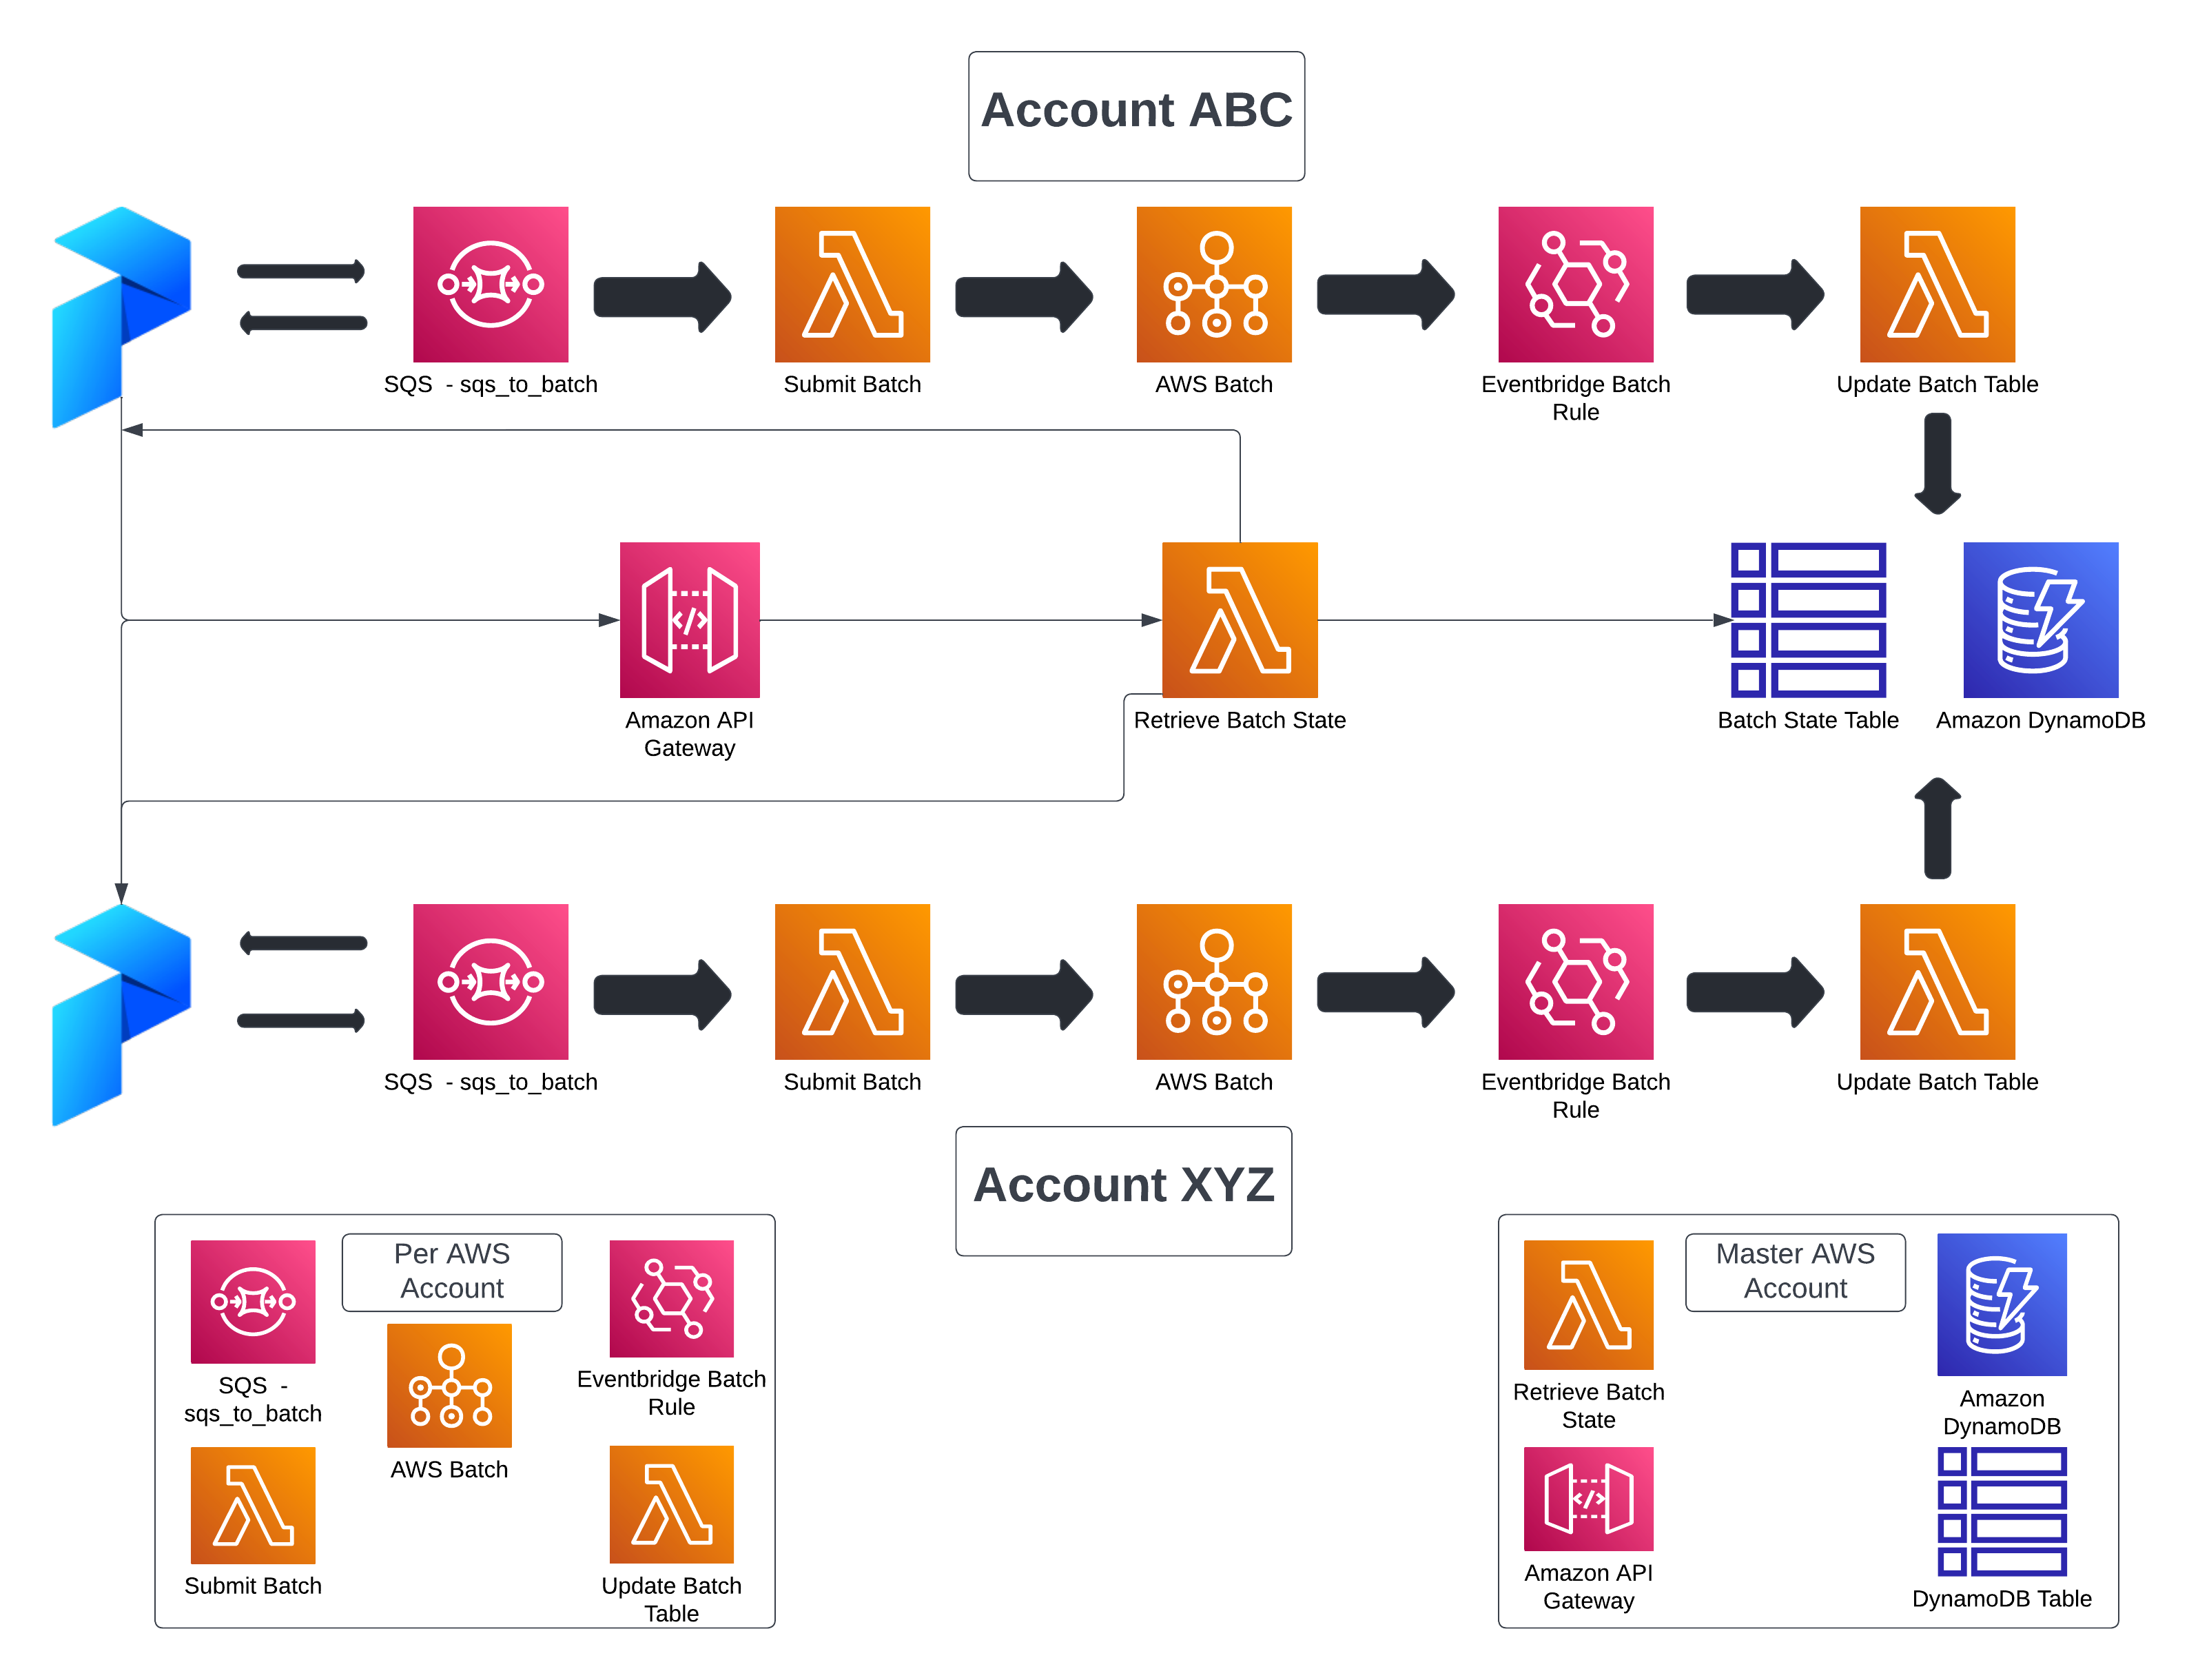 Account ABC
SQS  - sqs_to_batch
Submit Batch
AWS Batch
Eventbridge Batch
Rule
Update Batch Table
Amazon API
Gateway
Retrieve Batch State
Batch State Table
Amazon DynamoDB
SQS  - sqs_to_batch
Submit Batch
AWS Batch
Eventbridge Batch
Rule
Update Batch Table
Account XYZ
Per AWS
Account
SQS  -
sqs_to_batch
AWS Batch
Eventbridge Batch
Rule
Submit Batch
Update Batch
Table
Master AWS
Account
Retrieve Batch
State
Amazon
DynamoDB
Amazon API
Gateway
DynamoDB Table